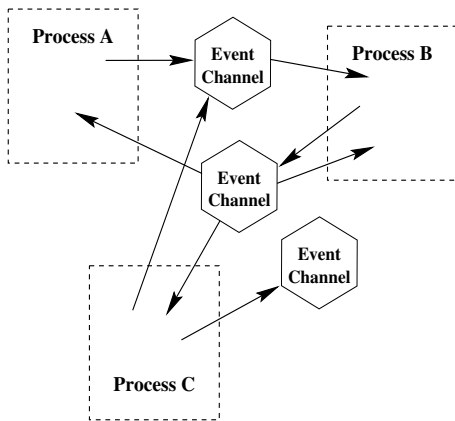 Process A
Event
Channel
Process B
Event
Channel
Event
Channel
Process C